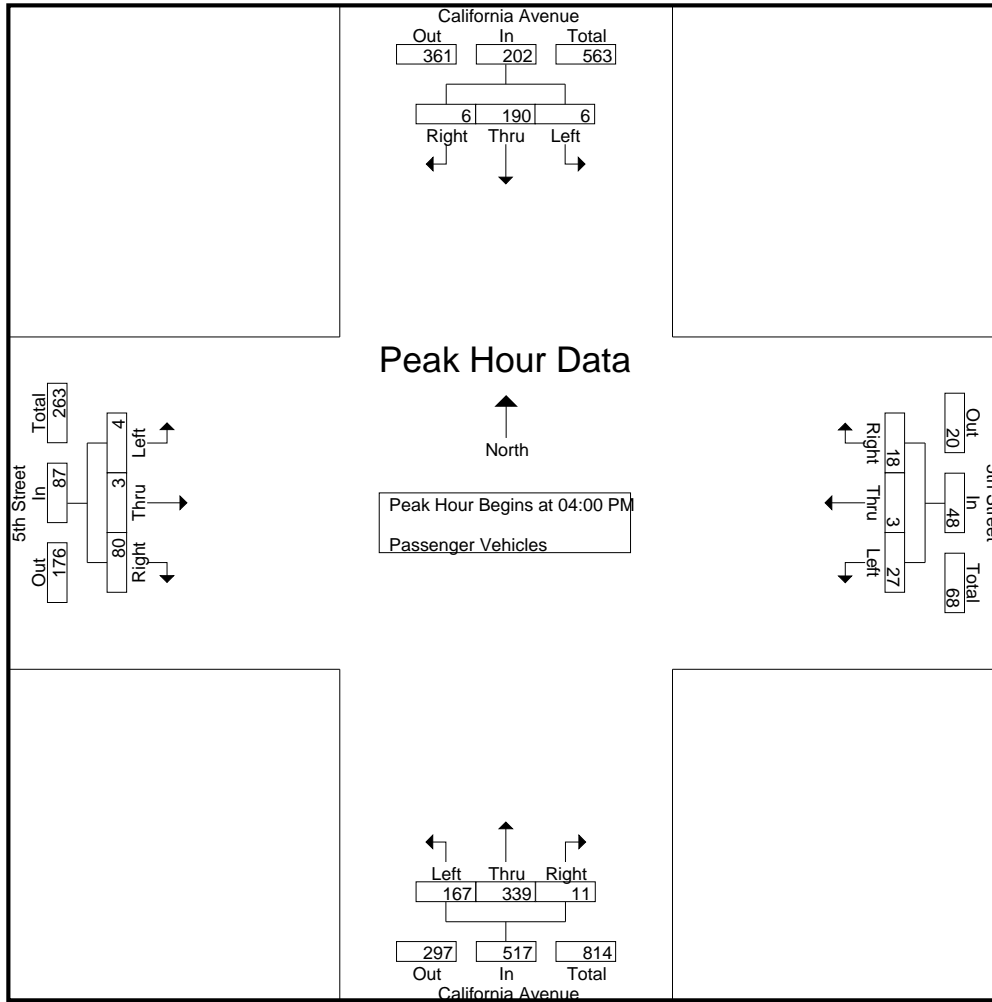 California Avenue
Out In Total
361 202 563
6 190 6
Right Thru Left
Peak Hour Data
North
Peak Hour Begins at 04:00 PM
Passenger Vehicles
5th Street
Total In Out
263 87 176
4 3 80
Left Thru Right
Street
Out In Total
20 48 68
Right Thru Left
18 3 27
Left Thru Right
167 339 11
297 517 814
Out In Total
California Avenue